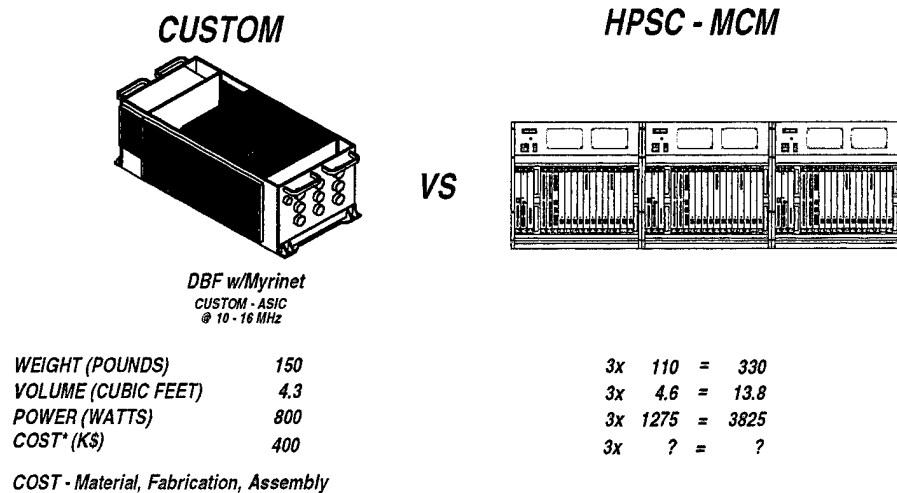 CUSTOM
HPSC - MCM
VS
DBF w/Myrinet
CUSTOM - ASIC
@ 10 - 16 MHz
WEIGHT (POUNDS) 150 3x 110 = 330
VOLUME (CUBIC FEET) 4.3 3x 4.6 = 13.8
POWER (WATTS) 800 3x 1275 = 3825
COST* (K$) 400 3x ? = ?
COST - Material, Fabrication, Assembly